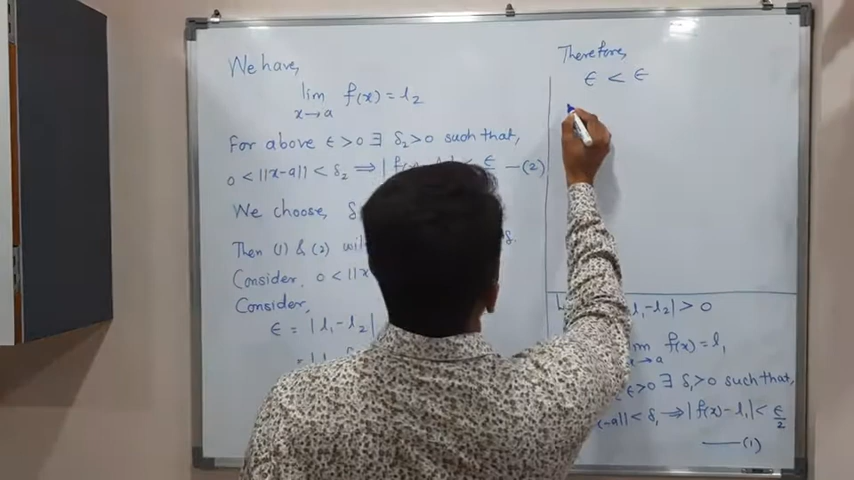 We have,
lim f(x) = l₂
x→a
For above ε>0 ∃ δ₂>0 such that,
0 < ||x-a|| < δ₂ ⟹ | f(x) < ε —(2)
We choose, δ
Then (1) & (2) will δ.
Consider, 0 < ||x
Consider,
ε = | l₁-l₂|
= |
Therefore,
ε < ε
l₁-l₂| > 0
lim f(x) = l₁
x→a
ε>0 ∃ δ₁>0 such that,
x-a|| < δ₁ ⟹ |f(x)-l₁| < ε/2
—(1)